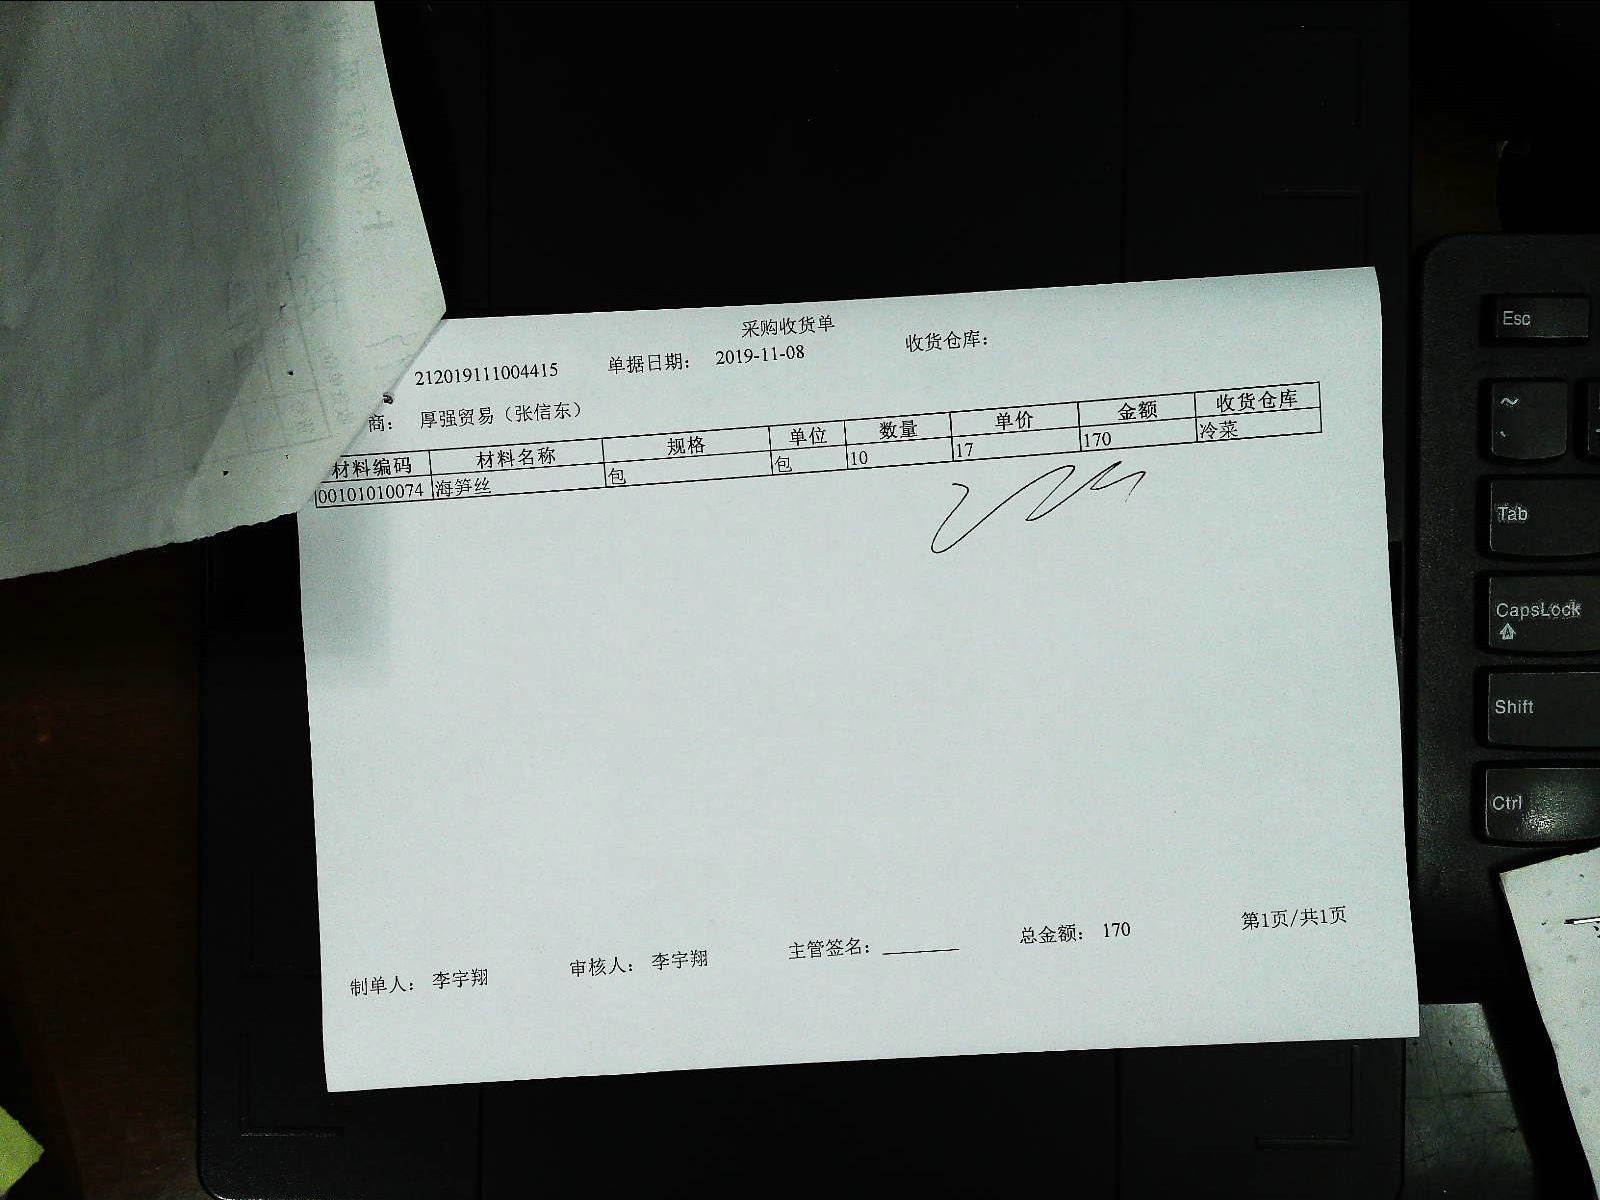 采购收货单
212019111004415 单据日期： 2019-11-08 收货仓库：
商： 厚强贸易（张信东）
材料编码 材料名称 规格 单位 数量 单价 金额 收货仓库
00101010074 海笋丝 包 包 10 17 170 冷菜
制单人： 李宇翔 审核人： 李宇翔 主管签名： 总金额： 170 第1页/共1页
Esc
~
Tab
CapsLock
Shift
Ctrl